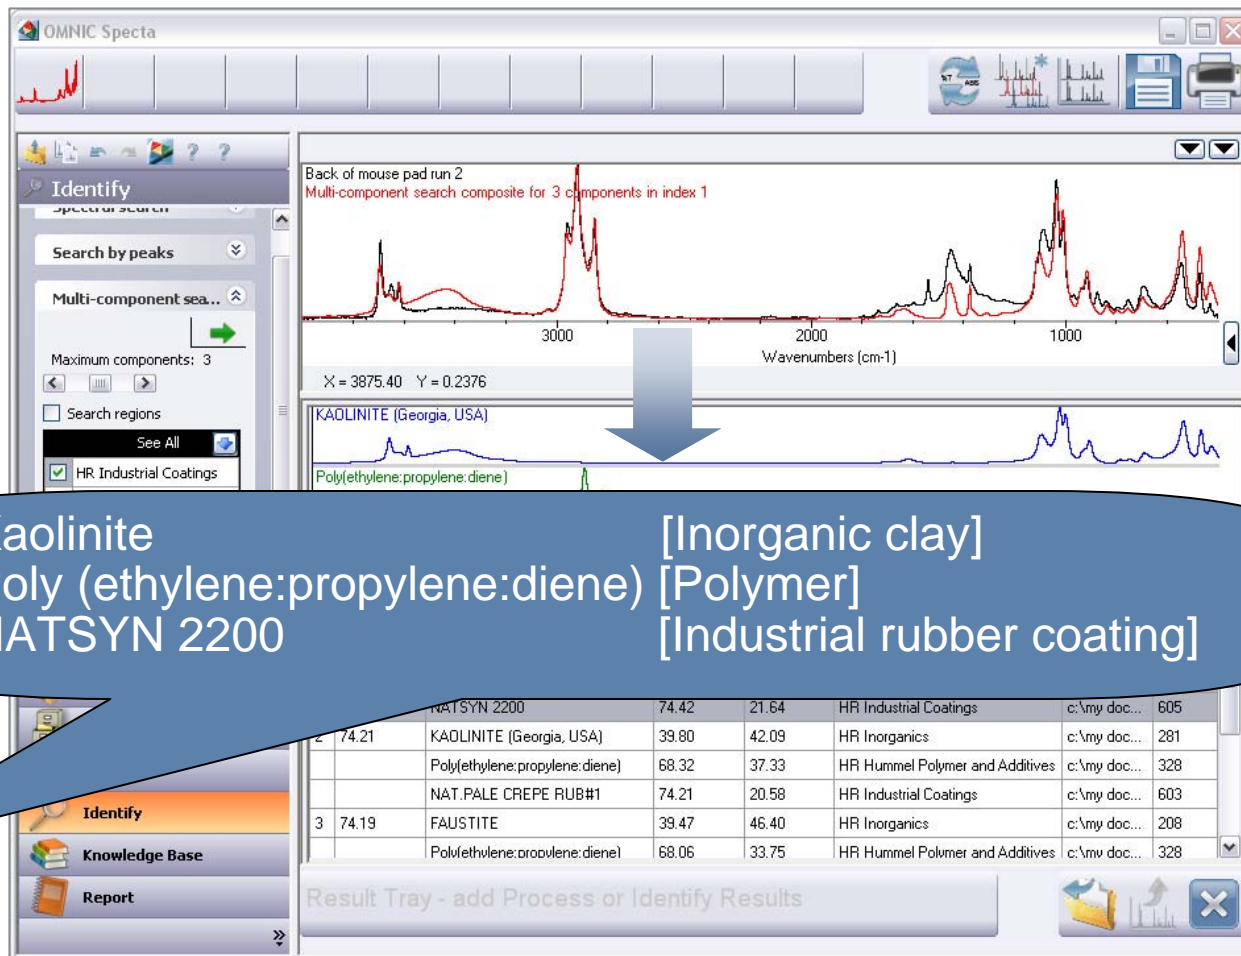 OMNIC Specta
%T ABS
Identify
Spectral search
Search by peaks
Multi-component sea...
Maximum components: 3
Search regions
See All
HR Industrial Coatings
Back of mouse pad run 2
Multi-component search composite for 3 components in index 1
3000 2000 1000
Wavenumbers (cm-1)
X = 3875.40 Y = 0.2376
KAOLINITE (Georgia, USA)
Poly(ethylene:propylene:diene)
aolinite [Inorganic clay]
oly (ethylene:propylene:diene) [Polymer]
NATSYN 2200 [Industrial rubber coating]
NATSYN 2200 74.42 21.64 HR Industrial Coatings c:\my doc... 605
2 74.21 KAOLINITE (Georgia, USA) 39.80 42.09 HR Inorganics c:\my doc... 281
Poly(ethylene:propylene:diene) 68.32 37.33 HR Hummel Polymer and Additives c:\my doc... 328
NAT.PALE CREPE RUB#1 74.21 20.58 HR Industrial Coatings c:\my doc... 603
3 74.19 FAUSTITE 39.47 46.40 HR Inorganics c:\my doc... 208
Poly(ethylene:propylene:diene) 68.06 33.75 HR Hummel Polymer and Additives c:\my doc... 328
Identify
Knowledge Base
Report
Result Tray - add Process or Identify Results